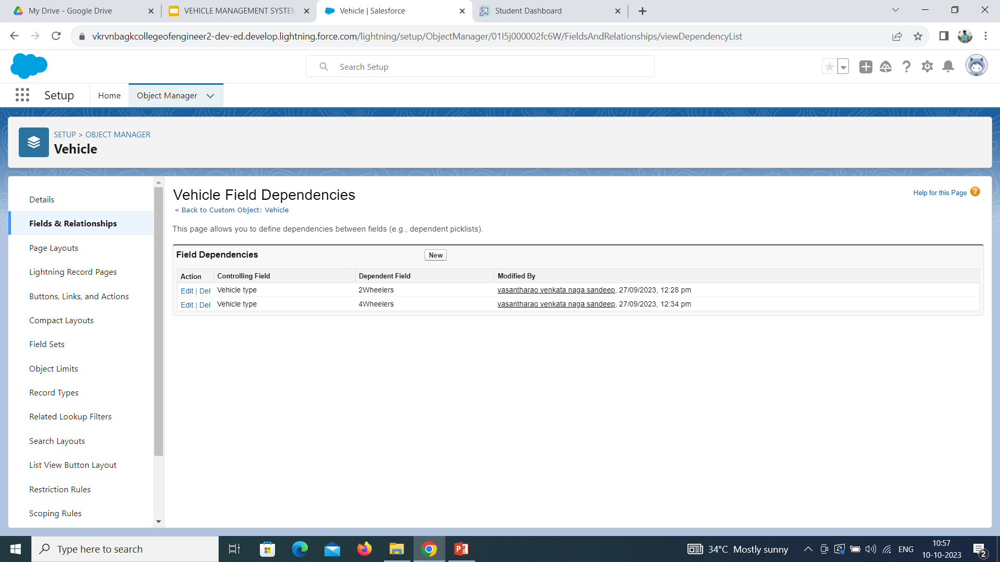 My Drive - Google Drive
VEHICLE MANAGEMENT SYSTEM
Vehicle | Salesforce
Student Dashboard
vkrvnbagkcollegeofengineer2-dev-ed.develop.lightning.force.com/lightning/setup/ObjectManager/01I5j000002fc6W/FieldsAndRelationships/viewDependencyList
Search Setup
Setup
Home
Object Manager
SETUP > OBJECT MANAGER
Vehicle
Details
Fields & Relationships
Page Layouts
Lightning Record Pages
Buttons, Links, and Actions
Compact Layouts
Field Sets
Object Limits
Record Types
Related Lookup Filters
Search Layouts
List View Button Layout
Restriction Rules
Scoping Rules
Vehicle Field Dependencies
Help for this Page ?
« Back to Custom Object: Vehicle
This page allows you to define dependencies between fields (e.g., dependent picklists).
Field Dependencies
New
Action Controlling Field Dependent Field Modified By
Edit | Del Vehicle type 2Wheelers vasantharao venkata naga sandeep, 27/09/2023, 12:28 pm
Edit | Del Vehicle type 4Wheelers vasantharao venkata naga sandeep, 27/09/2023, 12:34 pm
Type here to search
34°C Mostly sunny
ENG
10:57
10-10-2023
2